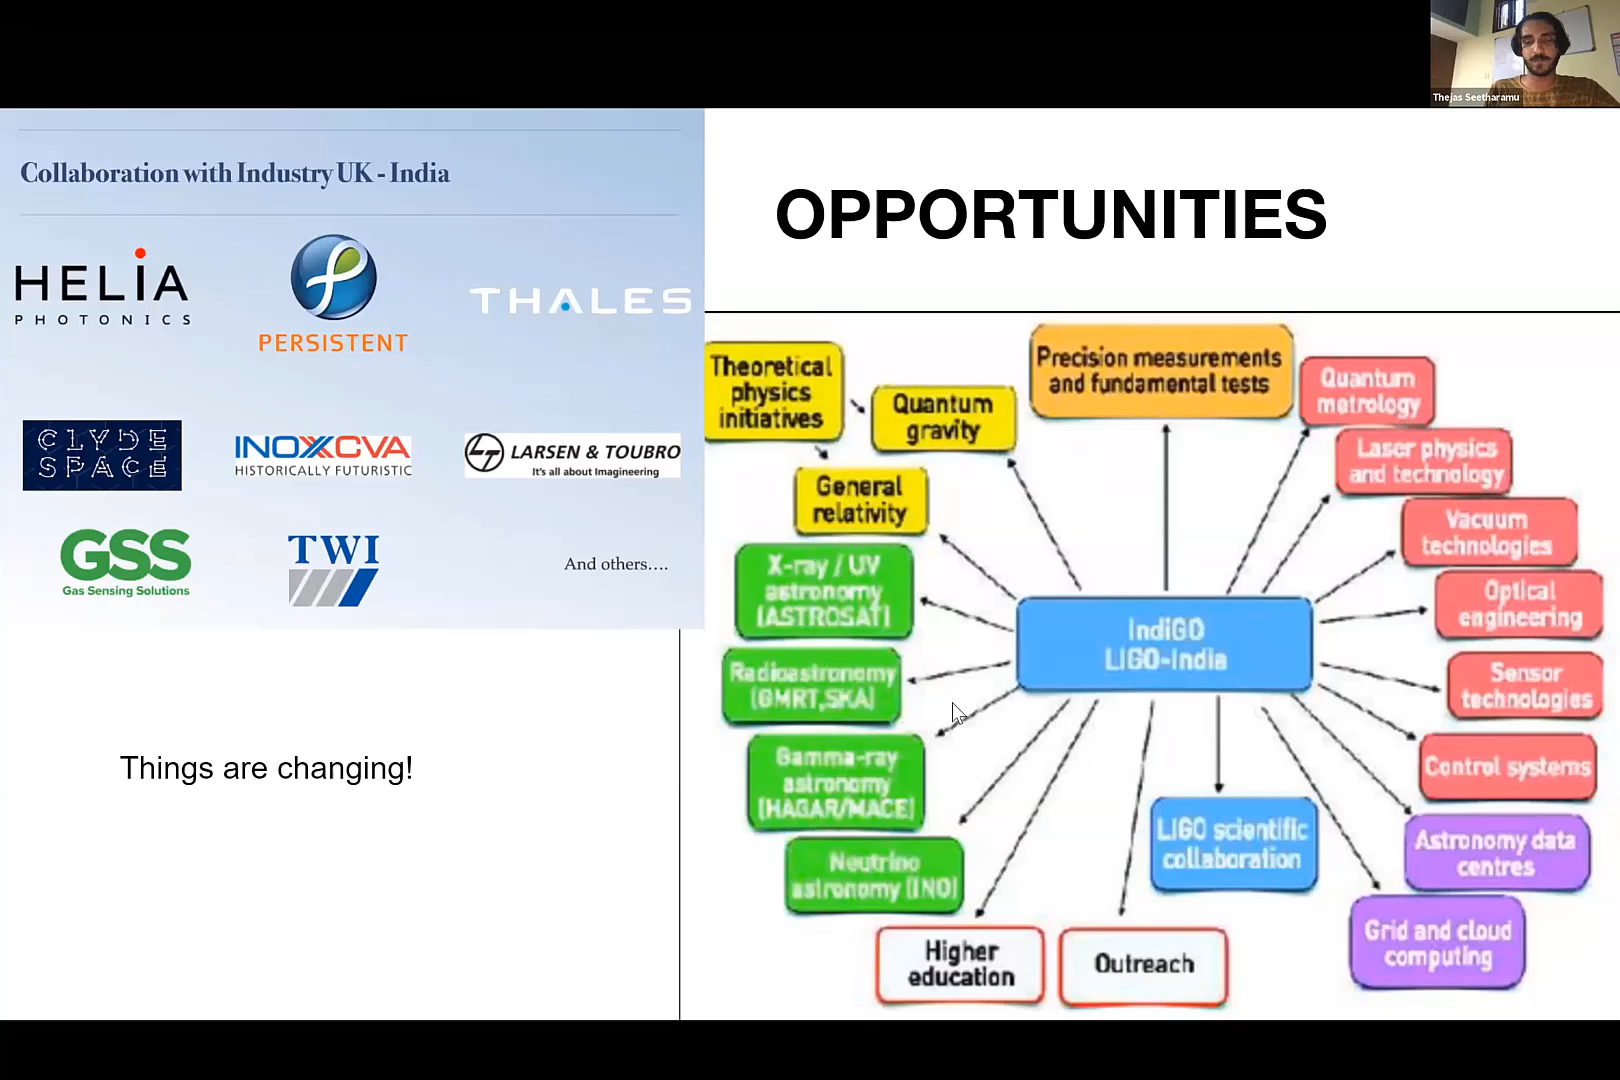 Thejas Seetharamu
Collaboration with Industry UK - India
HELIA
PHOTONICS
PERSISTENT
THALES
CLYDE
SPACE
INOXCVA
HISTORICALLY FUTURISTIC
LARSEN & TOUBRO
It's all about Imagineering
GSS
Gas Sensing Solutions
TWI
And others....
Things are changing!
OPPORTUNITIES
Theoretical
physics
initiatives
Quantum
gravity
General
relativity
Precision measurements
and fundamental tests
Quantum
metrology
Laser physics
and technology
Vacuum
technologies
Optical
engineering
Sensor
technologies
Control systems
Astronomy data
centres
Grid and cloud
computing
X-ray / UV
astronomy
(ASTROSAT)
Radioastronomy
(GMRT,SKA)
Gamma-ray
astronomy
(HAGAR/MACE)
Neutrino
astronomy (INO)
IndiGO
LIGO-India
LIGO scientific
collaboration
Higher
education
Outreach